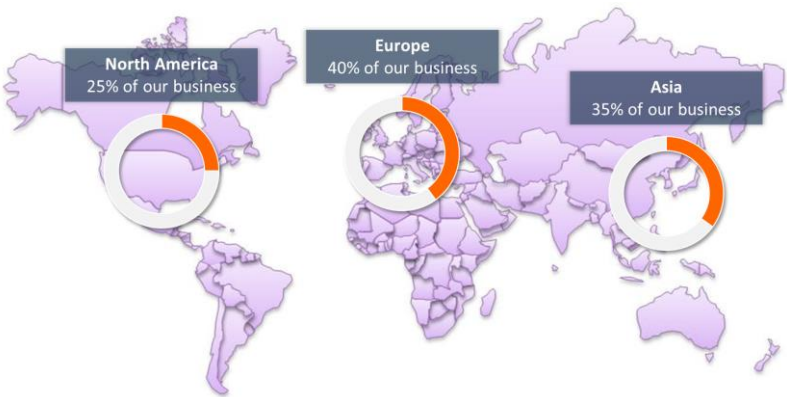 North America
25% of our business
Europe
40% of our business
Asia
35% of our business